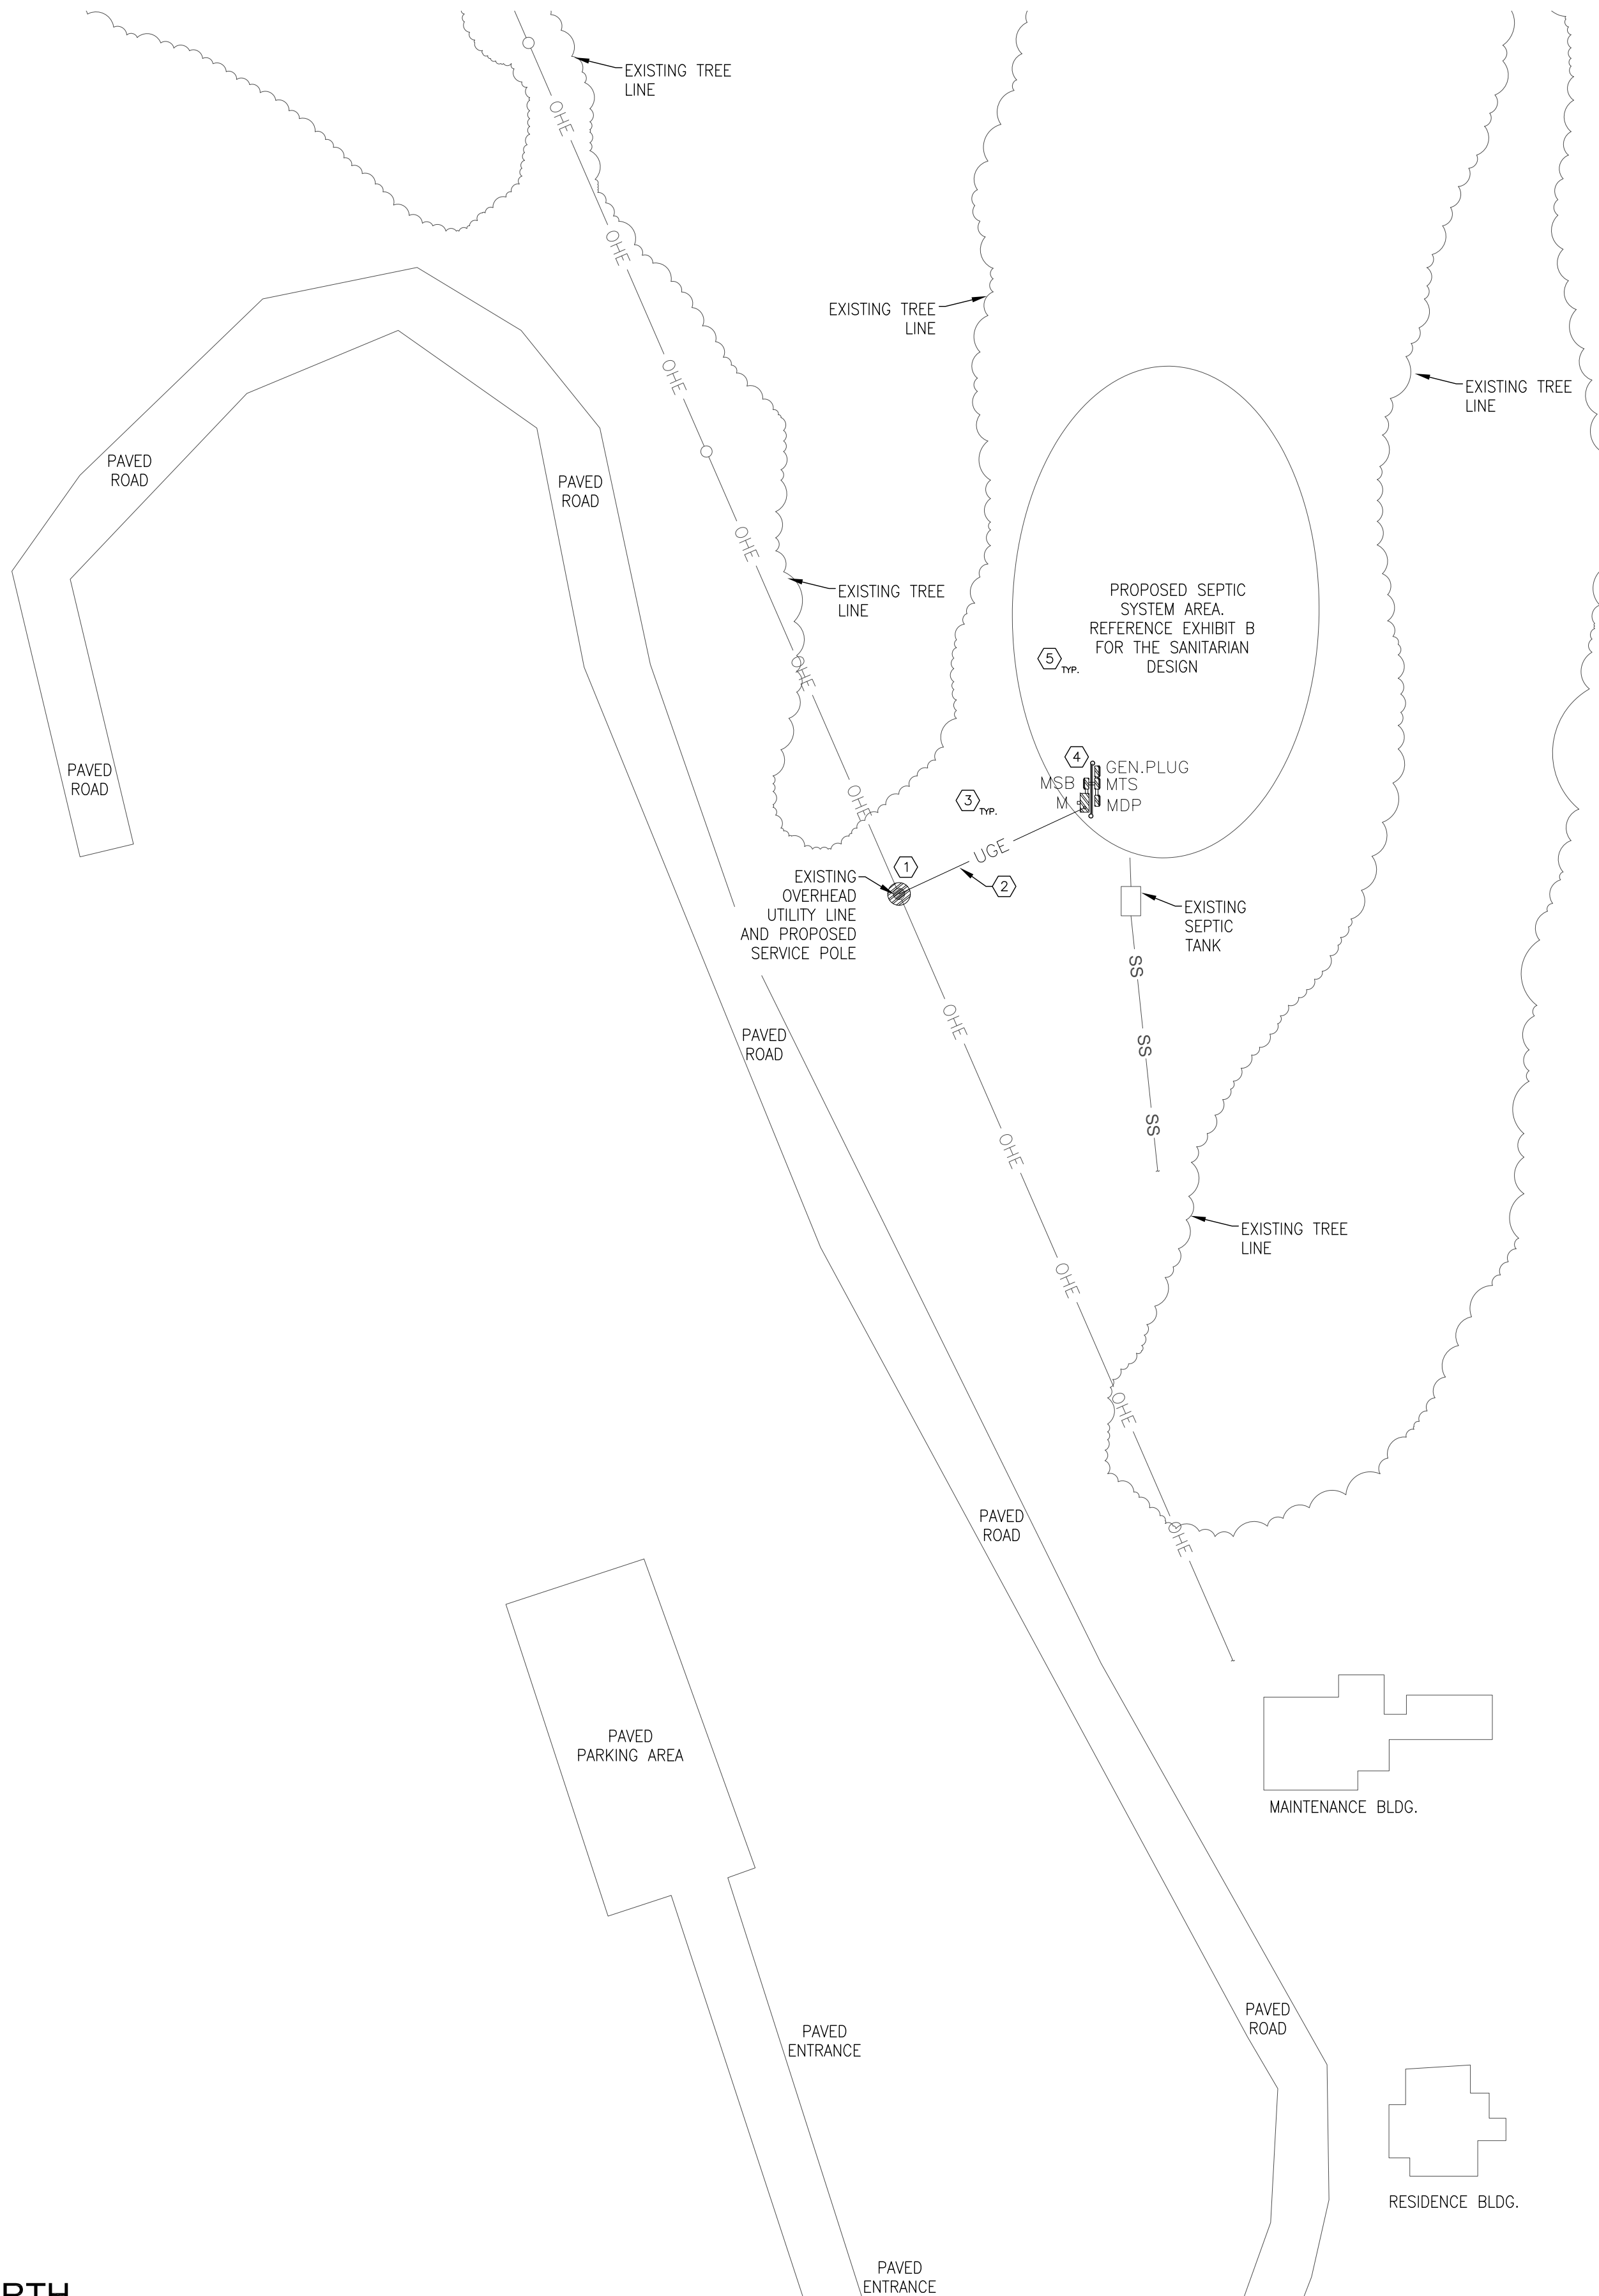 EXISTING TREE
LINE
OHE
OHE
EXISTING TREE
LINE
OHE
EXISTING TREE
LINE
PAVED
ROAD
PAVED
ROAD
OHE
EXISTING TREE
LINE
PROPOSED SEPTIC
SYSTEM AREA.
REFERENCE EXHIBIT B
FOR THE SANITARIAN
DESIGN
5 TYP.
OHE
PAVED
ROAD
4
GEN.PLUG
MSB
MTS
M
MDP
3 TYP.
OHE
UGE
1
2
EXISTING
OVERHEAD
UTILITY LINE
AND PROPOSED
SERVICE POLE
EXISTING
SEPTIC
TANK
SS
OHE
PAVED
ROAD
SS
SS
OHE
EXISTING TREE
LINE
OHE
OHE
PAVED
ROAD
OHE
PAVED
PARKING AREA
MAINTENANCE BLDG.
PAVED
ROAD
PAVED
ENTRANCE
RESIDENCE BLDG.
PAVED
ENTRANCE